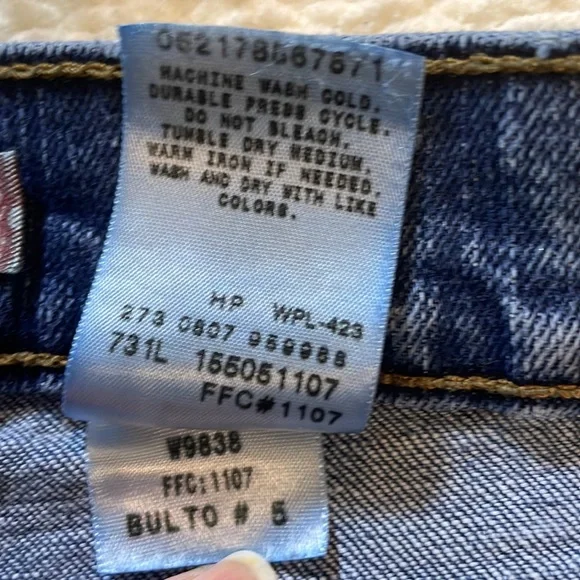 052178567871
MACHINE WASH COLD.
DURABLE PRESS CYCLE.
DO NOT BLEACH.
TUMBLE DRY MEDIUM.
WARM IRON IF NEEDED.
WASH AND DRY WITH LIKE
COLORS.
HP WPL-423
273 0807 959988
731L 155051107
FFC#1107
W9838
FFC:1107
BULTO # 5